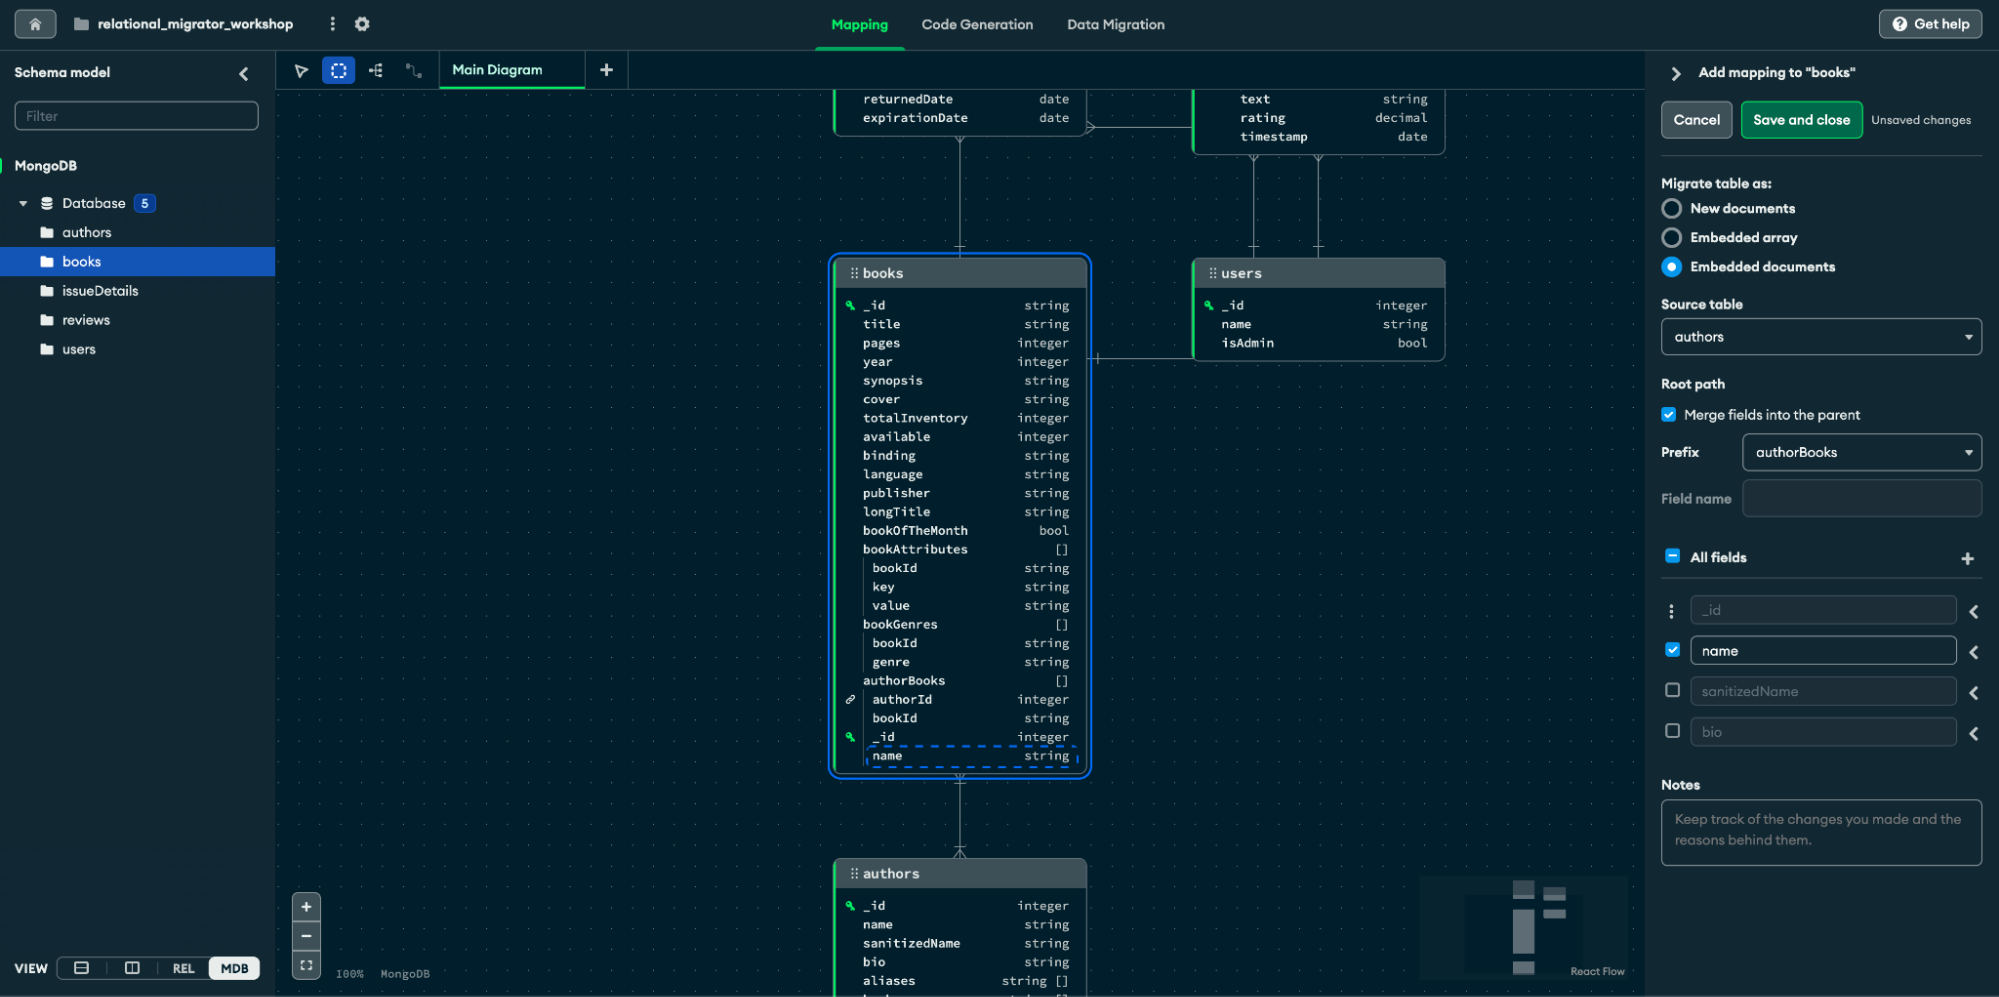 relational_migrator_workshop
Mapping
Code Generation
Data Migration
Get help
Schema model
Filter
MongoDB
Database 5
authors
books
issueDetails
reviews
users
VIEW
REL
MDB
Main Diagram
returnedDate date
expirationDate date
text string
rating decimal
timestamp date
books
_id string
title string
pages integer
year integer
synopsis string
cover string
totalInventory integer
available integer
binding string
language string
publisher string
longTitle string
bookOfTheMonth bool
bookAttributes []
bookId string
key string
value string
bookGenres []
bookId string
genre string
authorBooks []
authorId integer
bookId string
_id integer
name string
users
_id integer
name string
isAdmin bool
authors
_id integer
name string
sanitizedName string
bio string
aliases string []
100% MongoDB
React Flow
Add mapping to "books"
Cancel
Save and close
Unsaved changes
Migrate table as:
New documents
Embedded array
Embedded documents
Source table
authors
Root path
Merge fields into the parent
Prefix authorBooks
Field name
All fields
_id
name
sanitizedName
bio
Notes
Keep track of the changes you made and the
reasons behind them.